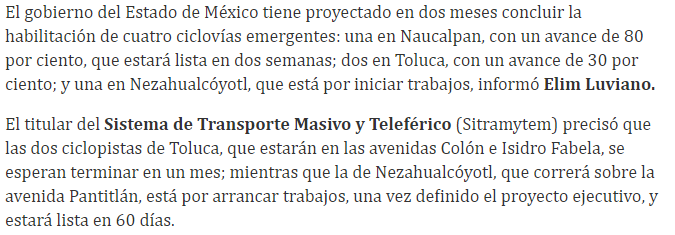 El gobierno del Estado de México tiene proyectado en dos meses concluir la
habilitación de cuatro ciclovías emergentes: una en Naucalpan, con un avance de 80
por ciento, que estará lista en dos semanas; dos en Toluca, con un avance de 30 por
ciento; y una en Nezahualcóyotl, que está por iniciar trabajos, informó Elim Luviano.
El titular del Sistema de Transporte Masivo y Teleférico (Sitramytem) precisó que
las dos ciclopistas de Toluca, que estarán en las avenidas Colón e Isidro Fabela, se
esperan terminar en un mes; mientras que la de Nezahualcóyotl, que correrá sobre la
avenida Pantitlán, está por arrancar trabajos, una vez definido el proyecto ejecutivo, y
estará lista en 60 días.